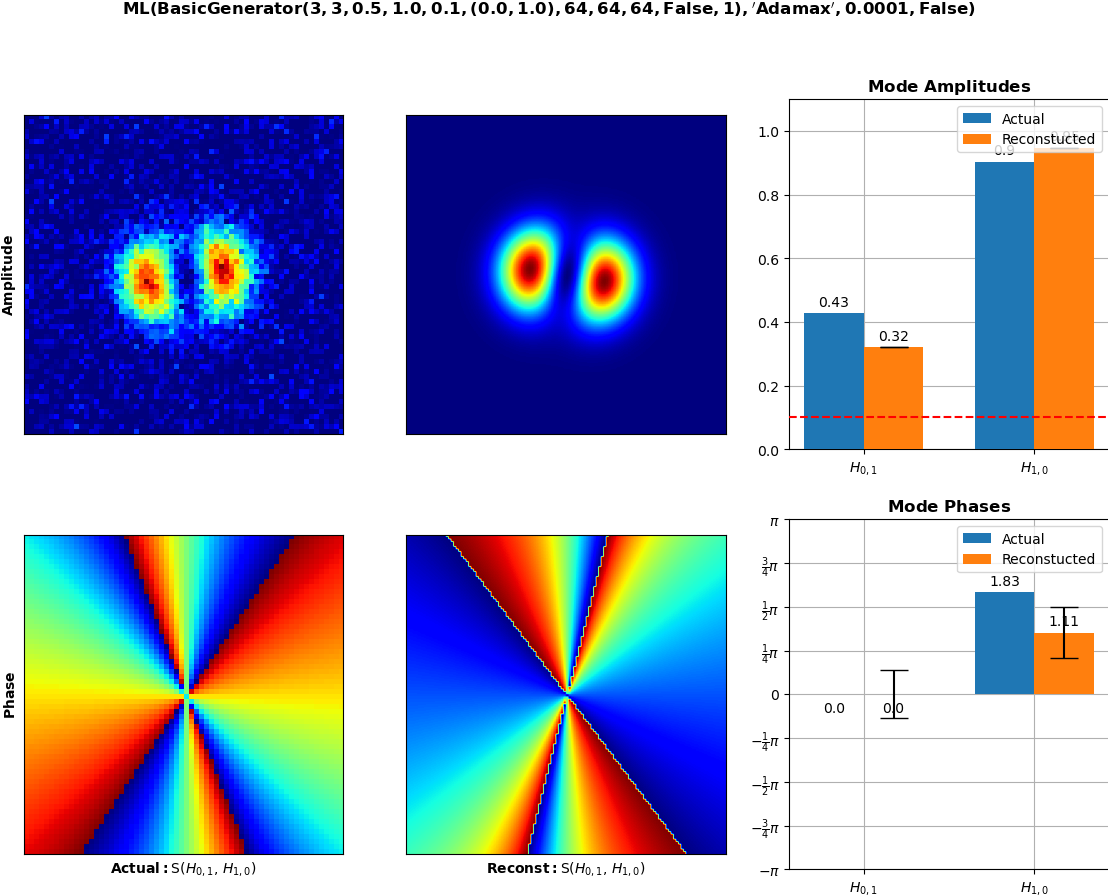 ML(BasicGenerator(3, 3, 0.5, 1.0, 0.1, (0.0, 1.0), 64, 64, 64, False, 1), ′Adamax′, 0.0001, False)
Amplitude
Mode Amplitudes
Actual
Reconstucted
1.0
0.8
0.6
0.4
0.2
0.0
0.43
0.32
0.9
H0, 1
H1, 0
Phase
Actual: S(H0, 1, H1, 0)
Reconst: S(H0, 1, H1, 0)
Mode Phases
Actual
Reconstucted
π
3/4π
1/2π
1/4π
0
−1/4π
−1/2π
−3/4π
−π
0.0
0.0
1.83
1.11
H0, 1
H1, 0